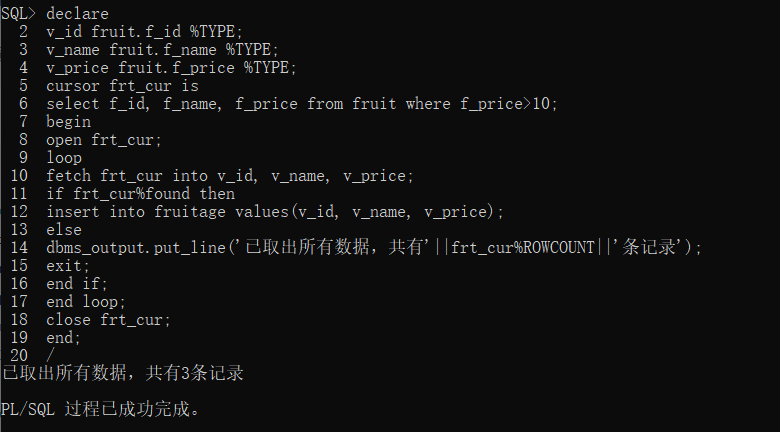 SQL> declare
2 v_id fruit.f_id %TYPE;
3 v_name fruit.f_name %TYPE;
4 v_price fruit.f_price %TYPE;
5 cursor frt_cur is
6 select f_id, f_name, f_price from fruit where f_price>10;
7 begin
8 open frt_cur;
9 loop
10 fetch frt_cur into v_id, v_name, v_price;
11 if frt_cur%found then
12 insert into fruitage values(v_id, v_name, v_price);
13 else
14 dbms_output.put_line('已取出所有数据，共有'||frt_cur%ROWCOUNT||'条记录');
15 exit;
16 end if;
17 end loop;
18 close frt_cur;
19 end;
20 /
已取出所有数据，共有3条记录
PL/SQL 过程已成功完成。